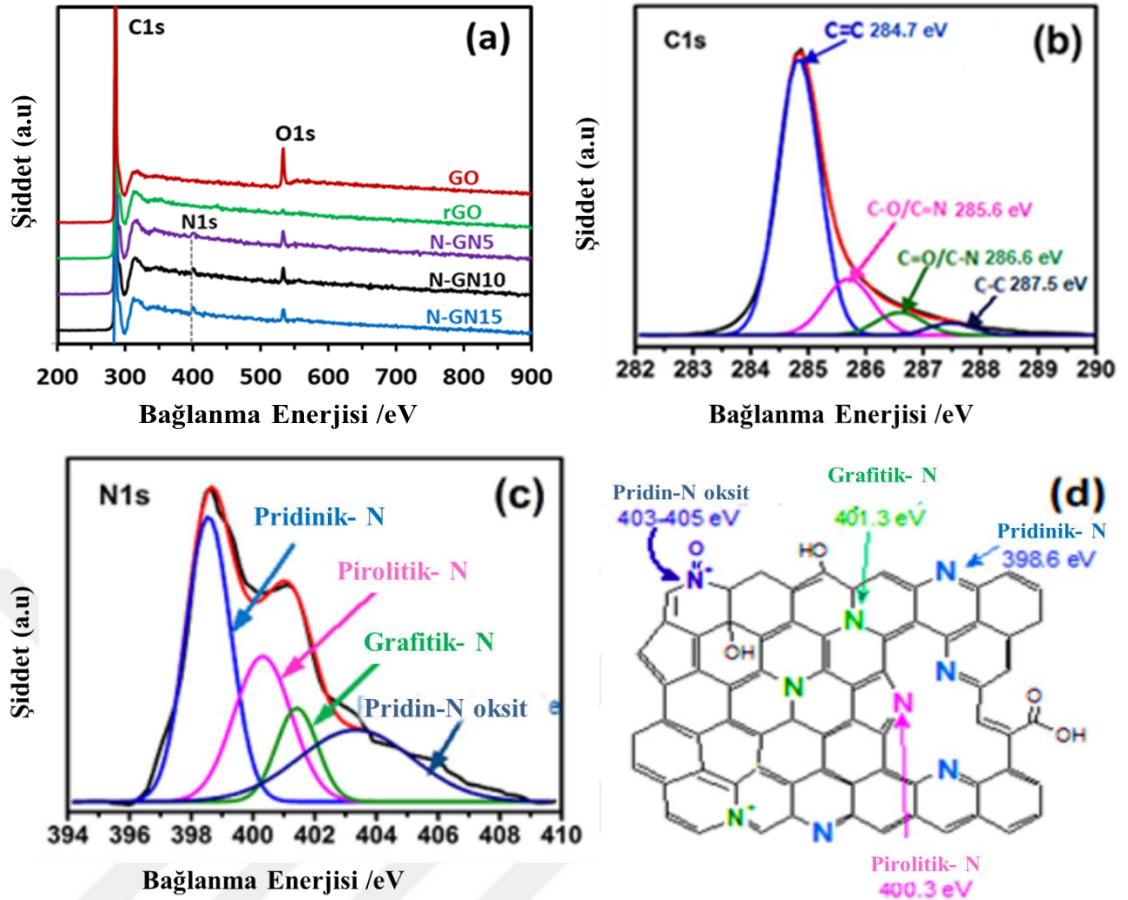 (a)
C1s
O1s
N1s
GO
rGO
N-GN5
N-GN10
N-GN15
Şiddet (a.u)
200 300 400 500 600 700 800 900
Bağlanma Enerjisi /eV
(b)
C1s
C=C 284.7 eV
C-O/C=N 285.6 eV
C=O/C-N 286.6 eV
C-C 287.5 eV
Şiddet (a.u)
282 283 284 285 286 287 288 289 290
Bağlanma Enerjisi /eV
(c)
N1s
Pridinik- N
Pirolitik- N
Grafitik- N
Pridin-N oksit
e
Şiddet (a.u)
394 396 398 400 402 404 406 408 410
Bağlanma Enerjisi /eV
(d)
Grafitik- N
401.3 eV
Pridin-N oksit
403-405 eV
Pridinik- N
398.6 eV
O
N+
HO
N
N
OH
N
N
N
O
OH
N
N+
N
Pirolitik- N
400.3 eV